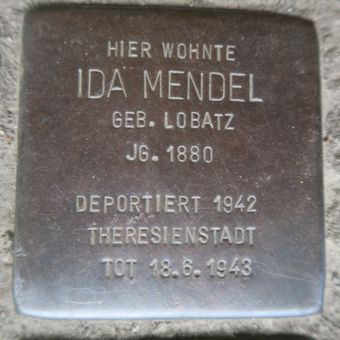 HIER WOHNTE
IDA MENDEL
GEB. LOBATZ
JG. 1880
DEPORTIERT 1942
THERESIENSTADT
TOT 18.6.1943